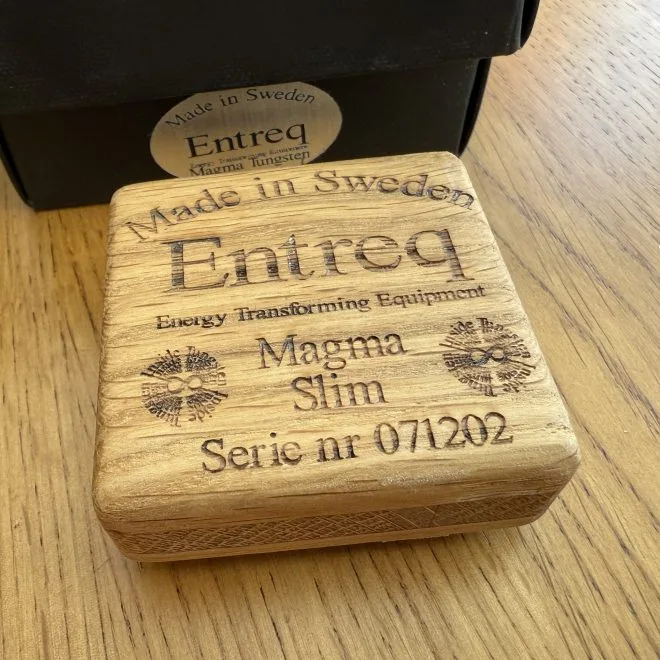 Made in Sweden
Entreq
Magma Tungsten
Made in Sweden
Entreq
Energy Transforming Equipment
Magma
Slim
Serie nr 071202